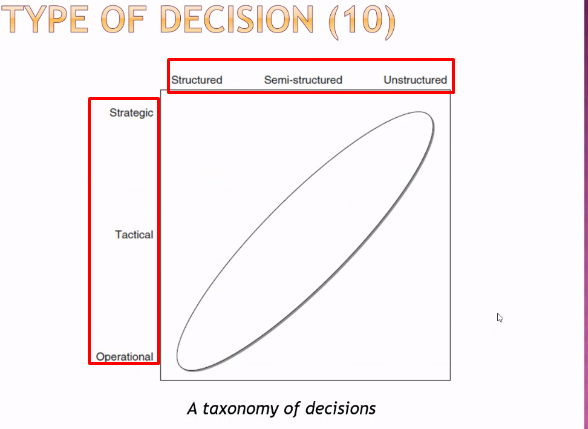 TYPE OF DECISION (10)
Structured Semi-structured Unstructured
Strategic
Tactical
Operational
A taxonomy of decisions